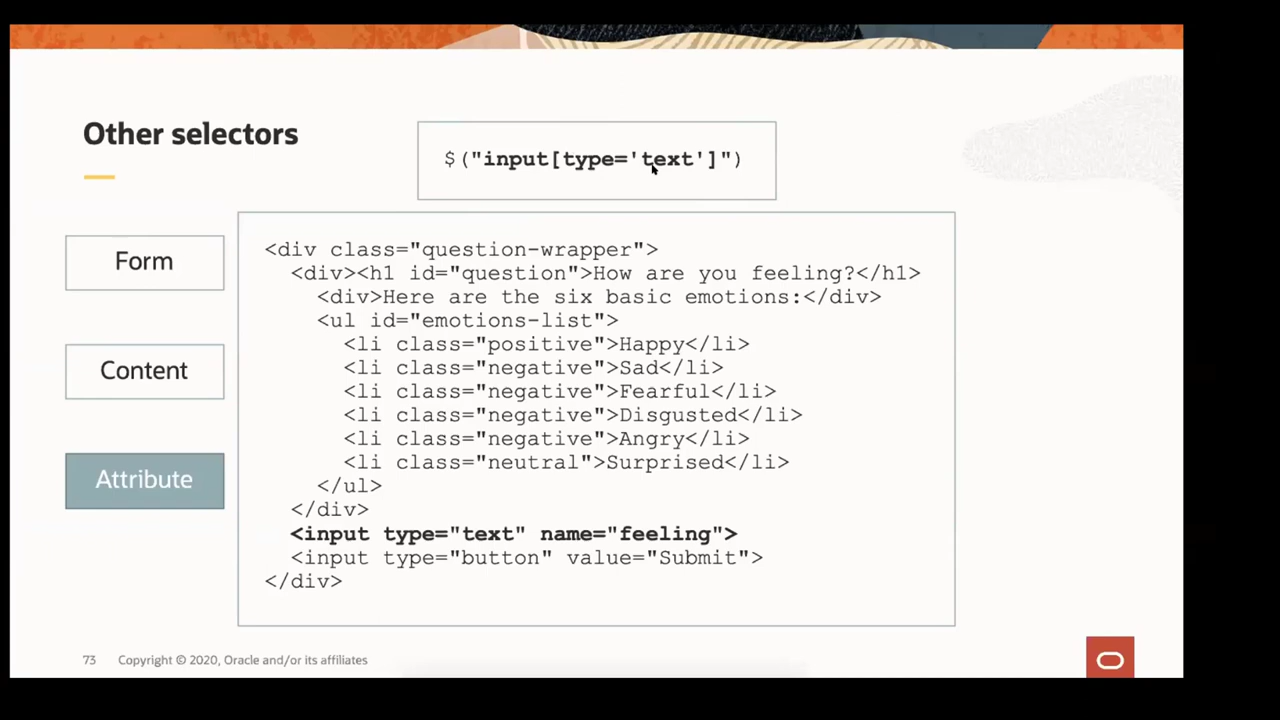 Other selectors
$("input[type='text']")
Form
Content
Attribute
<div class="question-wrapper">
  <div><h1 id="question">How are you feeling?</h1>
    <div>Here are the six basic emotions:</div>
    <ul id="emotions-list">
      <li class="positive">Happy</li>
      <li class="negative">Sad</li>
      <li class="negative">Fearful</li>
      <li class="negative">Disgusted</li>
      <li class="negative">Angry</li>
      <li class="neutral">Surprised</li>
    </ul>
  </div>
  <input type="text" name="feeling">
  <input type="button" value="Submit">
</div>
73 Copyright © 2020, Oracle and/or its affiliates